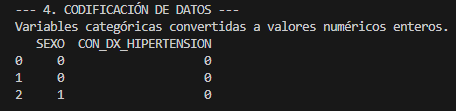 --- 4. CODIFICACIÓN DE DATOS ---
Variables categóricas convertidas a valores numéricos enteros.
   SEXO  CON_DX_HIPERTENSION
0     0                    0
1     0                    0
2     1                    0